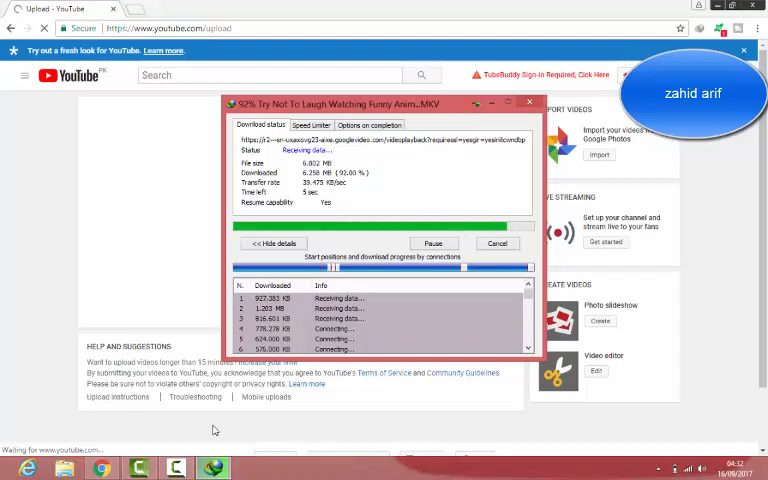 Upload - YouTube
Secure
https://www.youtube.com/upload
Try out a fresh look for YouTube. Learn more.
YouTube PK
Search
TubeBuddy Sign-in Required, Click Here
zahid arif
92% Try Not To Laugh Watching Funny Anim...MKV
Download status
Speed Limiter
Options on completion
Status Receiving data...
File size 6.802 MB
Downloaded 6.258 MB (92.00 %)
Transfer rate 39.475 KB/sec
Time left 5 sec
Resume capability Yes
<< Hide details
Pause
Cancel
Start positions and download progress by connections
N. Downloaded Info
1 927.383 KB Receiving data...
2 1.203 MB Receiving data...
3 816.601 KB Receiving data...
4 778.278 KB Connecting...
5 624.000 KB Connecting...
6 575.000 KB Connecting...
PORT VIDEOS
Import your videos
Google Photos
Import
VE STREAMING
Set up your channel and
stream live to your fans
Get started
CREATE VIDEOS
Photo slideshow
Create
Video editor
Edit
HELP AND SUGGESTIONS
Want to upload videos longer than 15 minutes? Increase your limit
By submitting your videos to YouTube, you acknowledge that you agree to YouTube's Terms of Service and Community Guidelines.
Please be sure not to violate others' copyright or privacy rights. Learn more
Upload instructions
Troubleshooting
Mobile uploads
Waiting for www.youtube.com...
04:32
16/09/2017